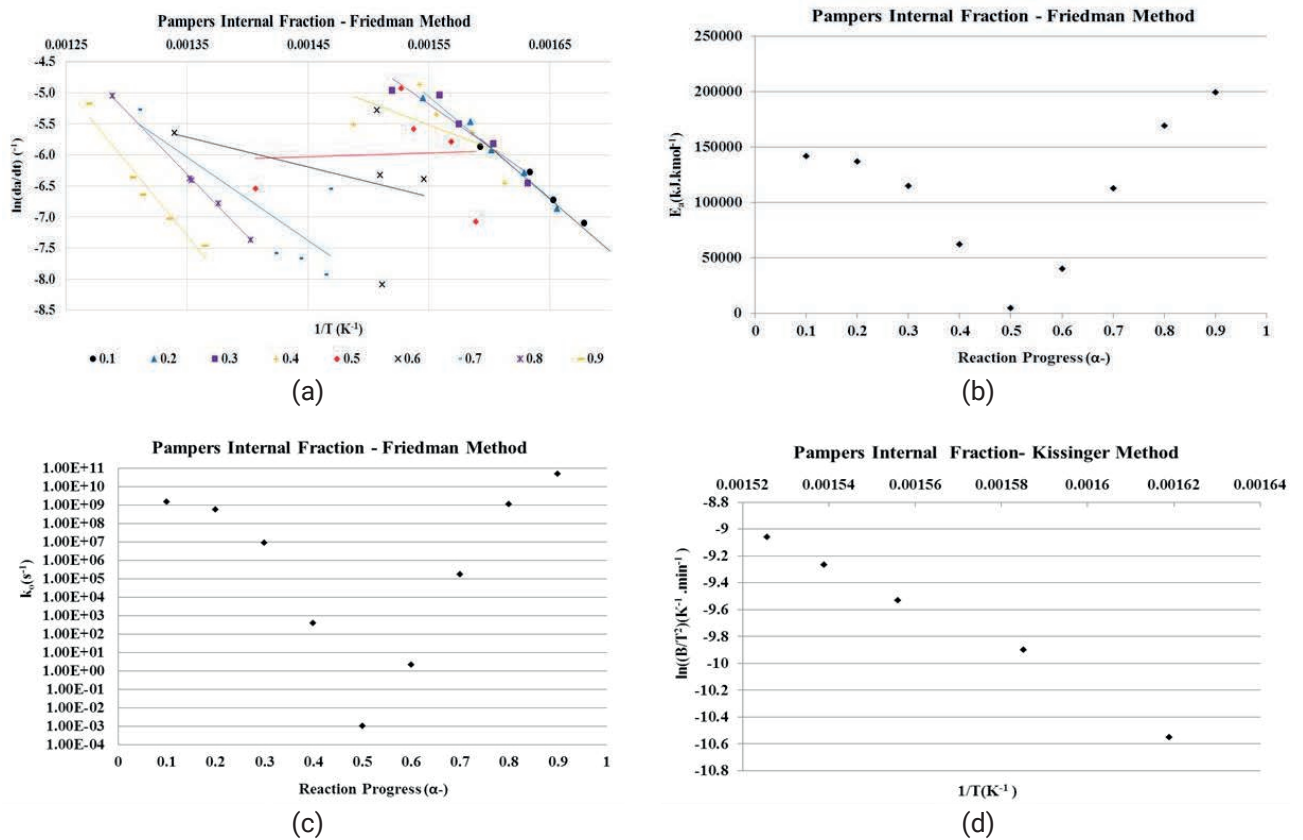 Pampers Internal Fraction - Friedman Method
0.00125 0.00135 0.00145 0.00155 0.00165
-4.5
-5.0
-5.5
-6.0
-6.5
-7.0
-7.5
-8.0
-8.5
ln(da/dt) (⁻¹)
1/T (K⁻¹)
0.1 0.2 0.3 0.4 0.5 0.6 0.7 0.8 0.9
(a)
Pampers Internal Fraction - Friedman Method
250000
200000
150000
100000
50000
0
Eₐ(kJ.kmol⁻¹)
0 0.1 0.2 0.3 0.4 0.5 0.6 0.7 0.8 0.9 1
Reaction Progress (α-)
(b)
Pampers Internal Fraction - Friedman Method
1.00E+11
1.00E+10
1.00E+09
1.00E+08
1.00E+07
1.00E+06
1.00E+05
1.00E+04
1.00E+03
1.00E+02
1.00E+01
1.00E+00
1.00E-01
1.00E-02
1.00E-03
1.00E-04
kₒ(s⁻¹)
0 0.1 0.2 0.3 0.4 0.5 0.6 0.7 0.8 0.9 1
Reaction Progress (α-)
(c)
Pampers Internal Fraction- Kissinger Method
0.00152 0.00154 0.00156 0.00158 0.0016 0.00162 0.00164
-8.8
-9
-9.2
-9.4
-9.6
-9.8
-10
-10.2
-10.4
-10.6
-10.8
ln((B/T²)(K⁻¹.min⁻¹)
1/T(K⁻¹)
(d)